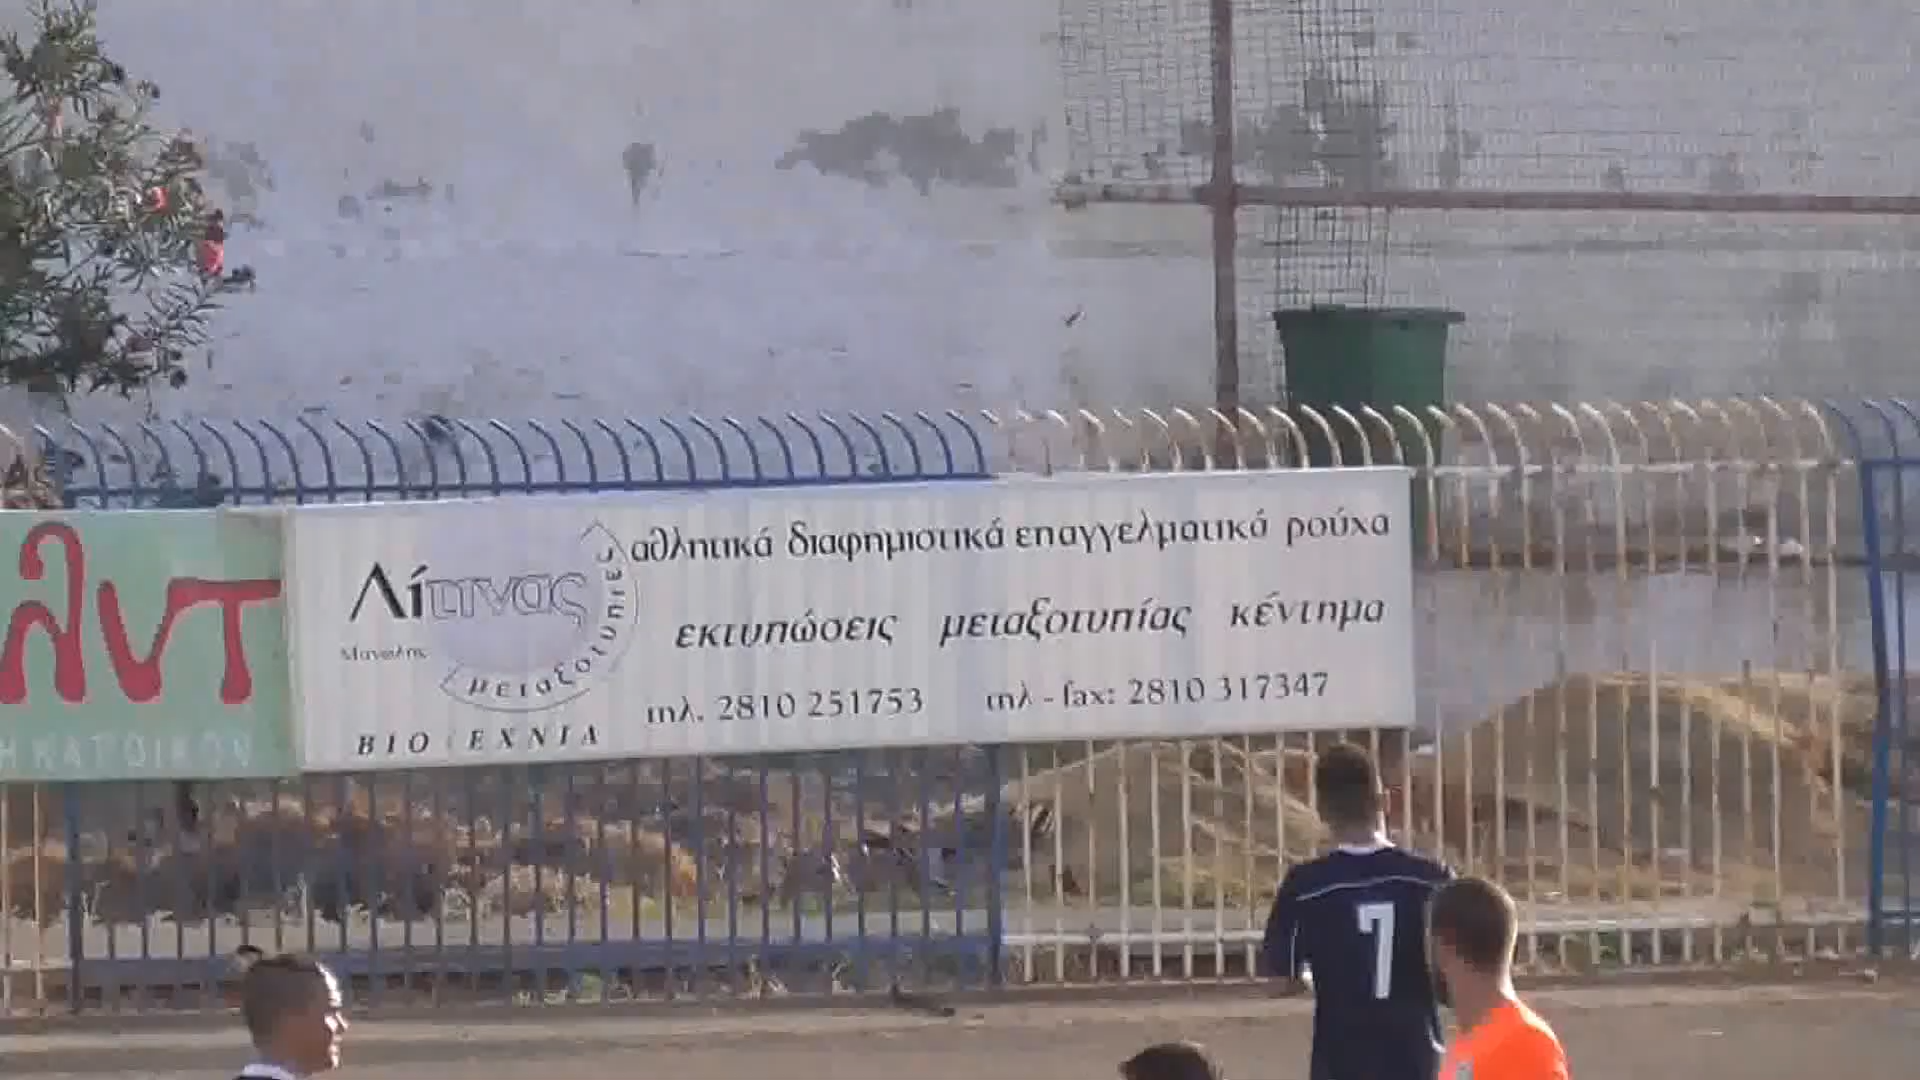 λντ
Η ΚΑΤΟΙΚΟΝ
Λίτινας
Μανώλης
μεταξοτυπίες
ΒΙΟΤΕΧΝΙΑ
αθλητικά διαφημιστικά επαγγελματικά ρούχα
εκτυπώσεις μεταξοτυπίας κέντημα
τηλ. 2810 251753 τηλ - fax: 2810 317347
7